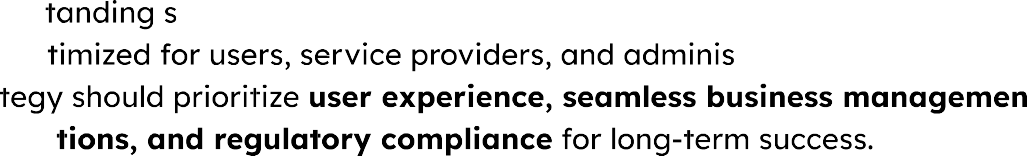 tanding s
timized for users, service providers, and adminis
tegy should prioritize user experience, seamless business managemen
tions, and regulatory compliance for long-term success.